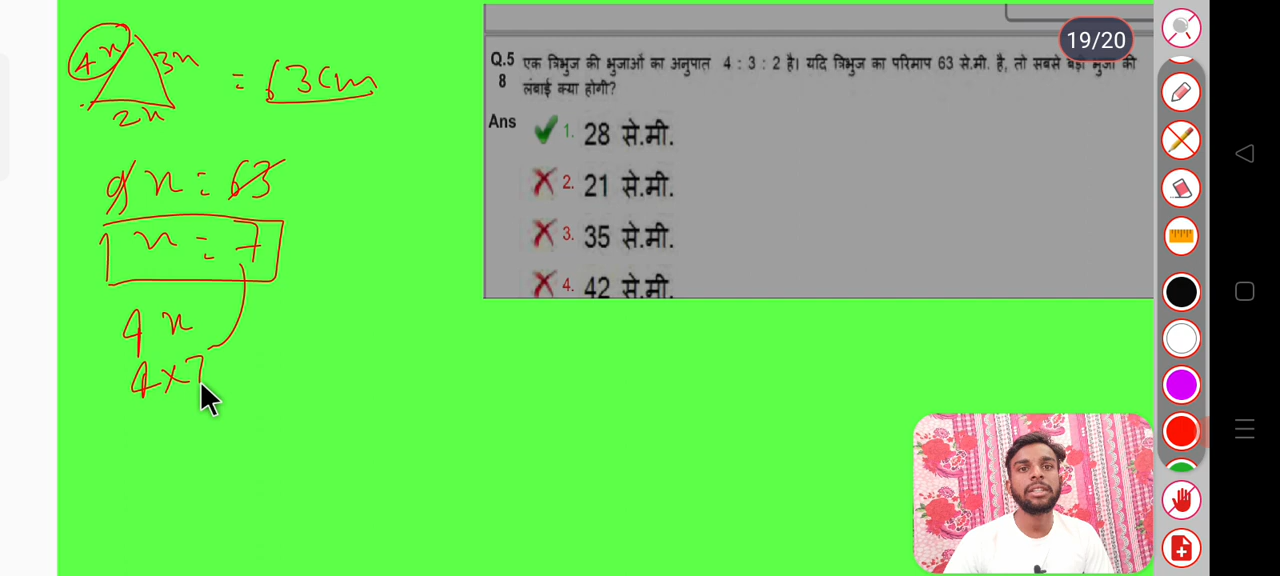 4x 3x
2x
= 63cm
9x = 63
x = 7
4x
4×7
19/20
Q.5
8
एक त्रिभुज की भुजाओं का अनुपात 4 : 3 : 2 है। यदि त्रिभुज का परिमाप 63 से.मी. है, तो सबसे बड़ी भुजा की
लंबाई क्या होगी?
Ans
1. 28 से.मी.
2. 21 से.मी.
3. 35 से.मी.
4. 42 से.मी.